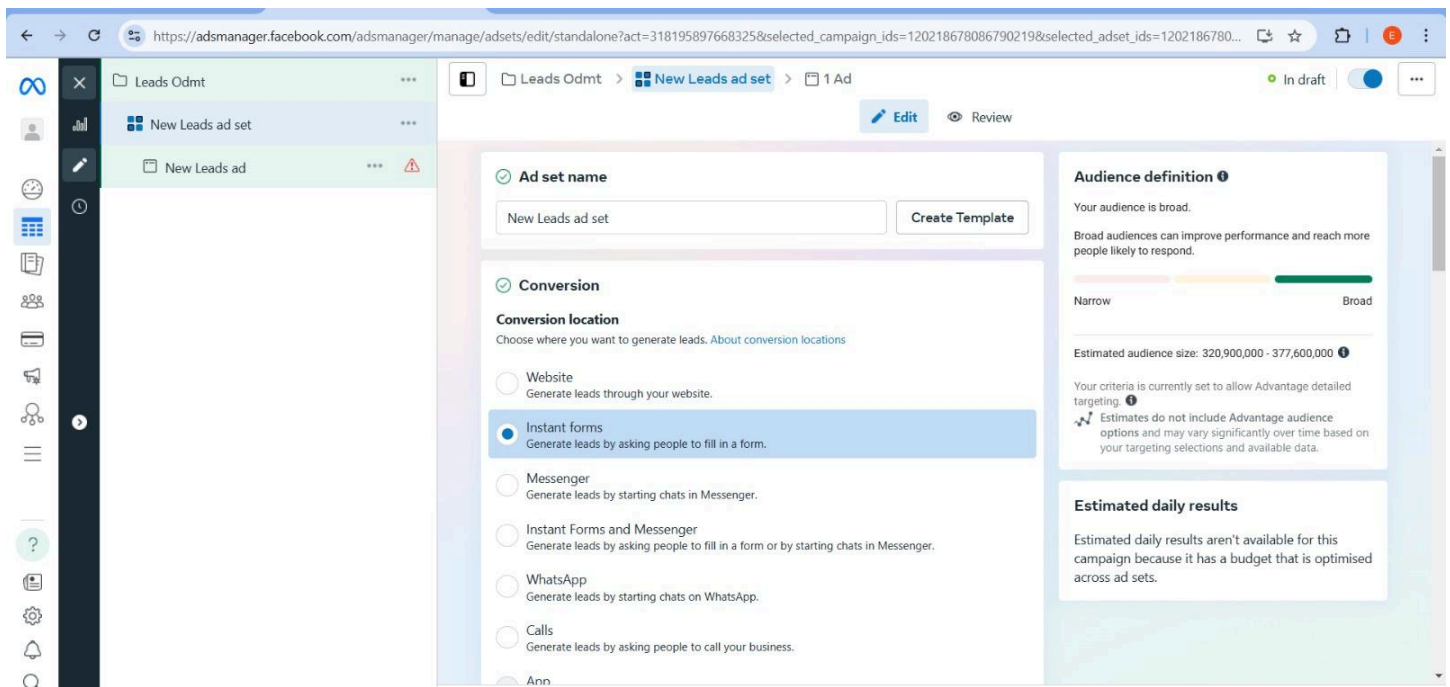 https://adsmanager.facebook.com/adsmanager/manage/adsets/edit/standalone?act=318195897668325&selected_campaign_ids=120218678086790219&selected_adset_ids=1202186780...
E
Leads Odmt
New Leads ad set
New Leads ad
Leads Odmt > New Leads ad set > 1 Ad
In draft
Edit
Review
Ad set name
New Leads ad set
Create Template
Conversion
Conversion location
Choose where you want to generate leads. About conversion locations
Website
Generate leads through your website.
Instant forms
Generate leads by asking people to fill in a form.
Messenger
Generate leads by starting chats in Messenger.
Instant Forms and Messenger
Generate leads by asking people to fill in a form or by starting chats in Messenger.
WhatsApp
Generate leads by starting chats on WhatsApp.
Calls
Generate leads by asking people to call your business.
App
Audience definition
Your audience is broad.
Broad audiences can improve performance and reach more
people likely to respond.
Narrow
Broad
Estimated audience size: 320,900,000 - 377,600,000
Your criteria is currently set to allow Advantage detailed
targeting.
Estimates do not include Advantage audience
options and may vary significantly over time based on
your targeting selections and available data.
Estimated daily results
Estimated daily results aren't available for this
campaign because it has a budget that is optimised
across ad sets.